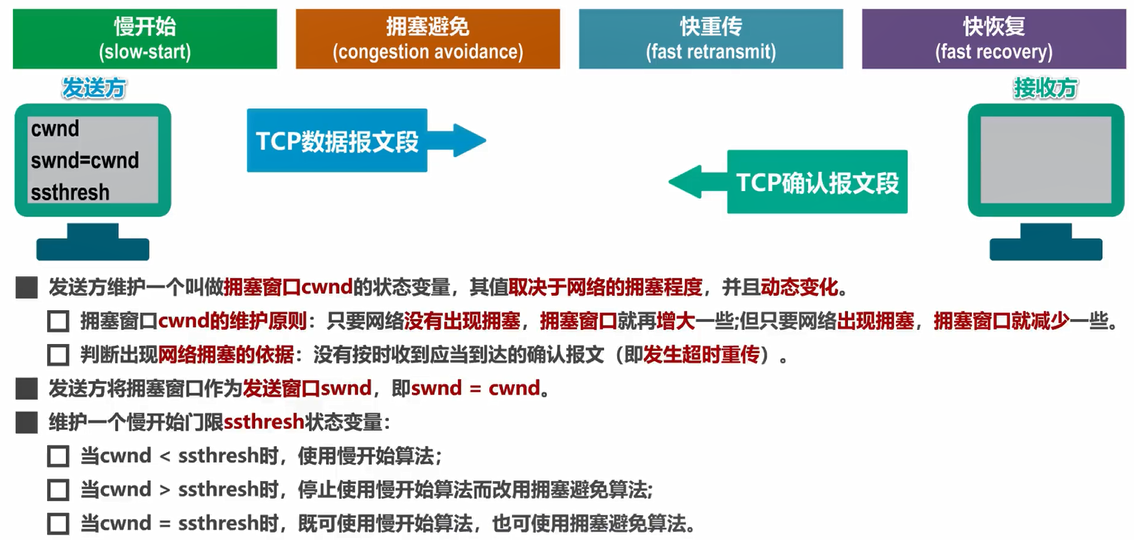 慢开始
(slow-start)
拥塞避免
(congestion avoidance)
快重传
(fast retransmit)
快恢复
(fast recovery)
发送方
接收方
cwnd
swnd=cwnd
ssthresh
TCP数据报文段
TCP确认报文段
发送方维护一个叫做拥塞窗口cwnd的状态变量，其值取决于网络的拥塞程度，并且动态变化。
拥塞窗口cwnd的维护原则：只要网络没有出现拥塞，拥塞窗口就再增大一些;但只要网络出现拥塞，拥塞窗口就减少一些。
判断出现网络拥塞的依据：没有按时收到应当到达的确认报文（即发生超时重传）。
发送方将拥塞窗口作为发送窗口swnd，即swnd = cwnd。
维护一个慢开始门限ssthresh状态变量：
当cwnd < ssthresh时，使用慢开始算法；
当cwnd > ssthresh时，停止使用慢开始算法而改用拥塞避免算法;
当cwnd = ssthresh时，既可使用慢开始算法，也可使用拥塞避免算法。